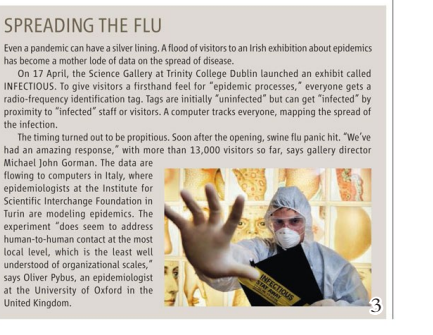 SPREADING THE FLU
Even a pandemic can have a silver lining. A flood of visitors to an Irish exhibition about epidemics
has become a mother lode of data on the spread of disease.
On 17 April, the Science Gallery at Trinity College Dublin launched an exhibit called
INFECTIOUS. To give visitors a firsthand feel for "epidemic processes," everyone gets a
radio-frequency identification tag. Tags are initially "uninfected" but can get "infected" by
proximity to "infected" staff or visitors. A computer tracks everyone, mapping the spread of
the infection.
The timing turned out to be propitious. Soon after the opening, swine flu panic hit. "We've
had an amazing response," with more than 13,000 visitors so far, says gallery director
Michael John Gorman. The data are
flowing to computers in Italy, where
epidemiologists at the Institute for
Scientific Interchange Foundation in
Turin are modeling epidemics. The
experiment "does seem to address
human-to-human contact at the most
local level, which is the least well
understood of organizational scales,"
says Oliver Pybus, an epidemiologist
at the University of Oxford in the
United Kingdom.
INFECTIOUS
STAY AWAY
3